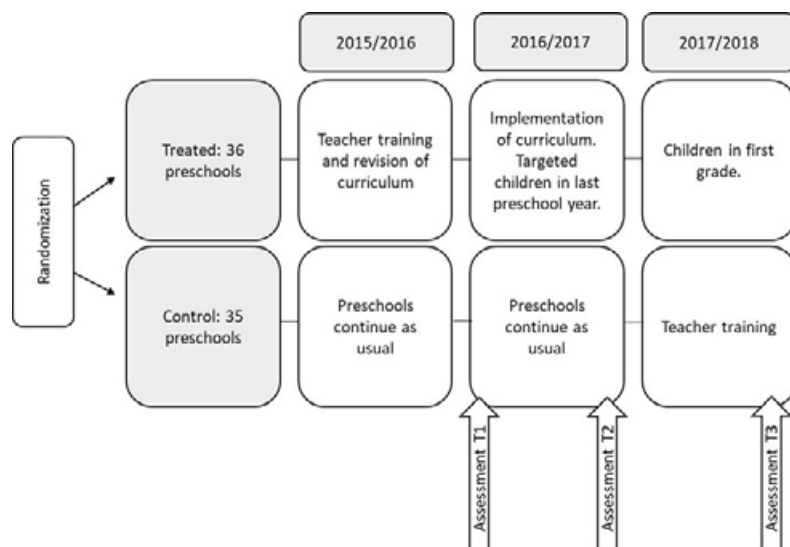 2015/2016
2016/2017
2017/2018
Randomization
Treated: 36
preschools
Teacher training
and revision of
curriculum
Implementation
of curriculum.
Targeted
children in last
preschool year.
Children in first
grade.
Control: 35
preschools
Preschools
continue as
usual
Preschools
continue as
usual
Teacher training
Assessment T1
Assessment T2
Assessment T3